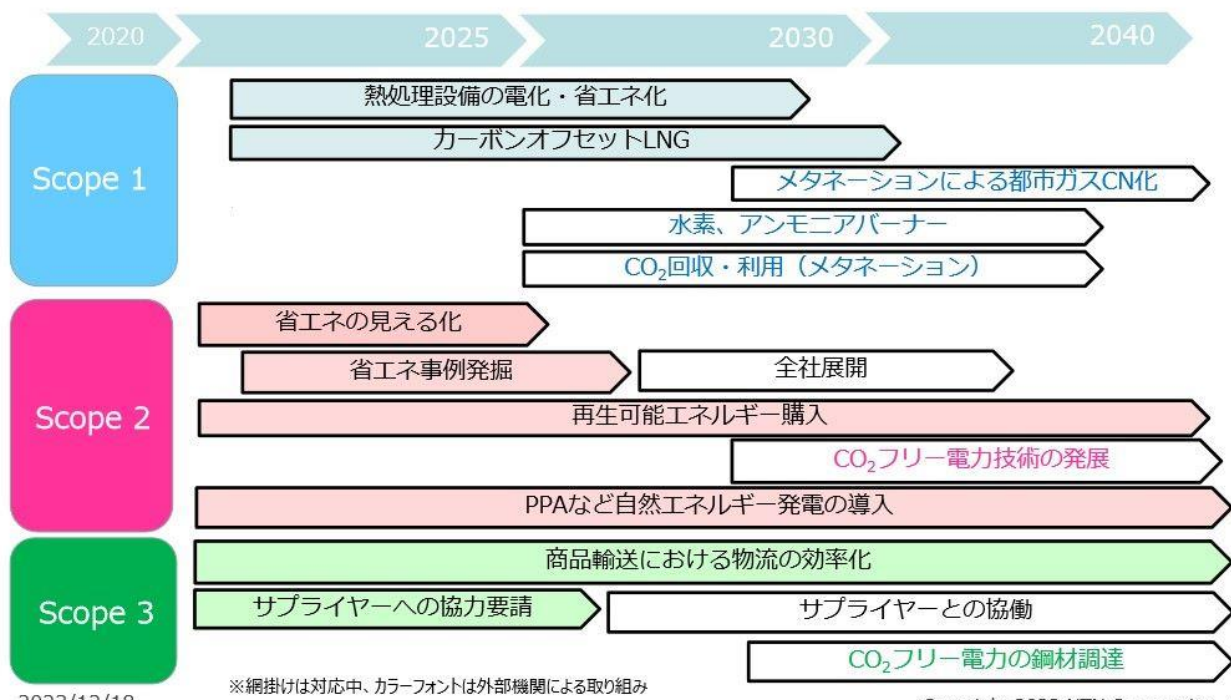 2020
2025
2030
2040
Scope 1
熱処理設備の電化・省エネ化
カーボンオフセットLNG
メタネーションによる都市ガスCN化
水素、アンモニアバーナー
CO₂回収・利用（メタネーション）
Scope 2
省エネの見える化
省エネ事例発掘
全社展開
再生可能エネルギー購入
CO₂フリー電力技術の発展
PPAなど自然エネルギー発電の導入
Scope 3
商品輸送における物流の効率化
サプライヤーへの協力要請
サプライヤーとの協働
CO₂フリー電力の鋼材調達
※網掛けは対応中、カラーフォントは外部機関による取り組み